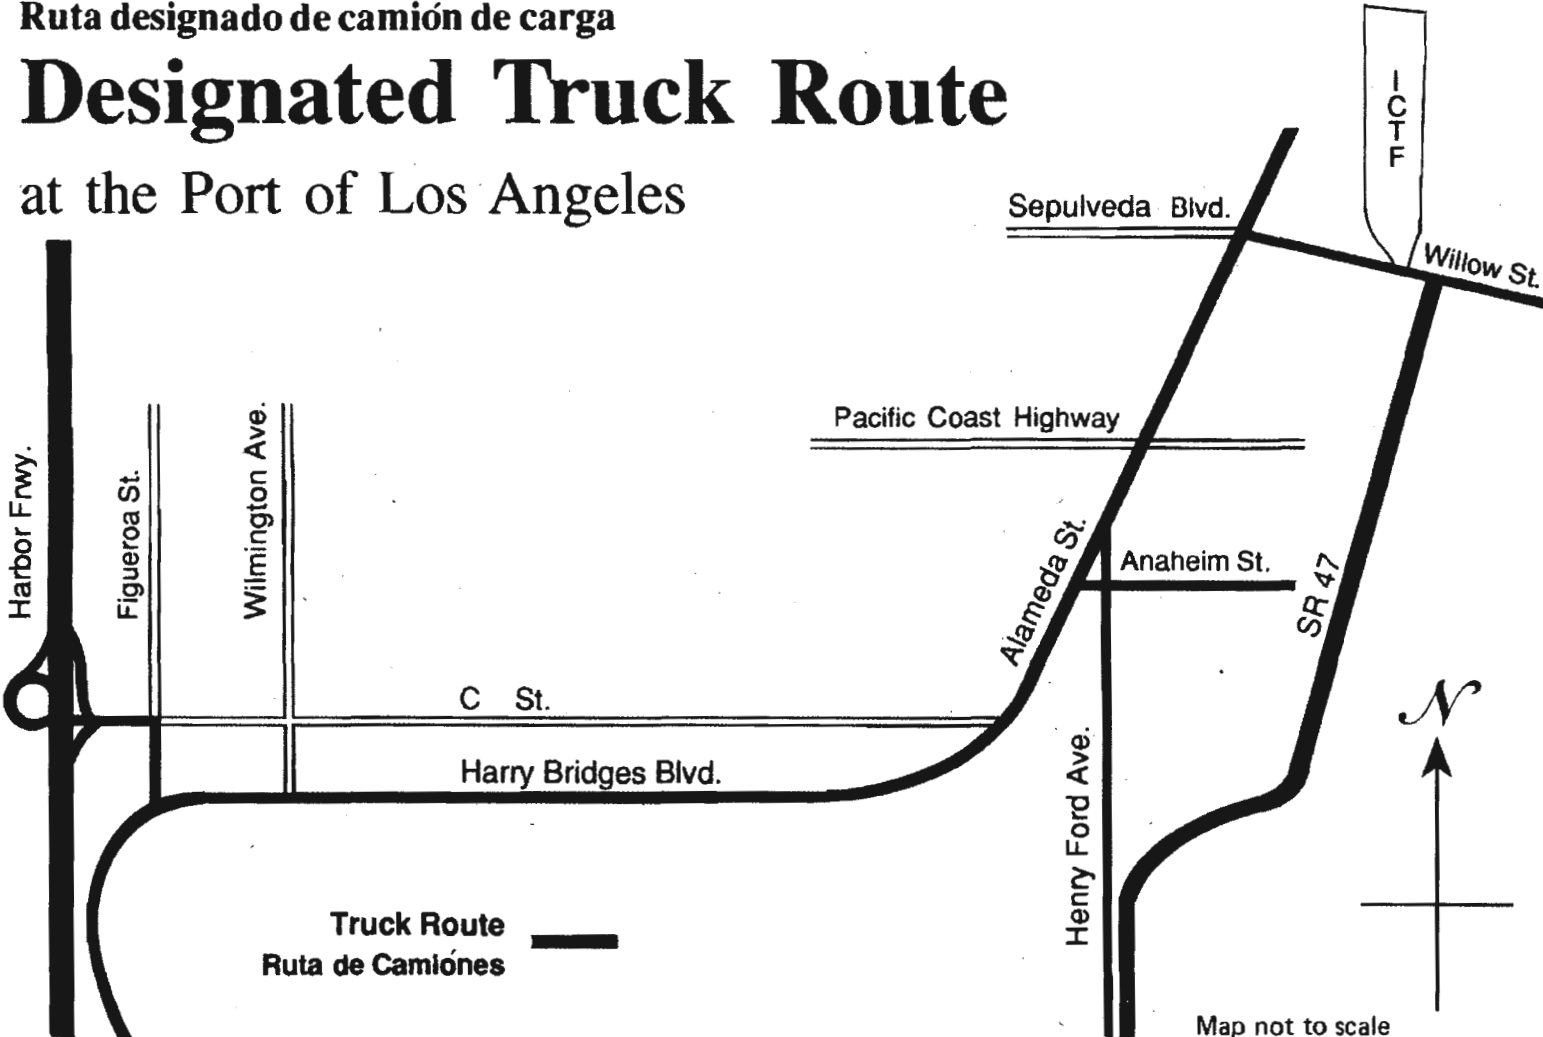 Ruta designado de camión de carga
Designated Truck Route
at the Port of Los Angeles
I
C
T
F
Sepulveda Blvd.
Willow St.
Pacific Coast Highway
Harbor Frwy.
Figueroa St.
Wilmington Ave.
Alameda St.
Anaheim St.
SR 47
C St.
Harry Bridges Blvd.
Henry Ford Ave.
N
Truck Route
Ruta de Camiónes
Map not to scale